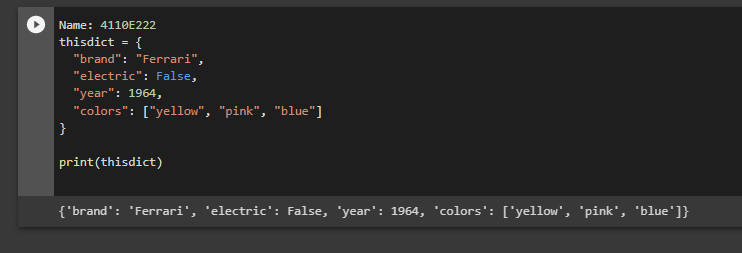 Name: 4110E222
thisdict = {
  "brand": "Ferrari",
  "electric": False,
  "year": 1964,
  "colors": ["yellow", "pink", "blue"]
}
print(thisdict)
{'brand': 'Ferrari', 'electric': False, 'year': 1964, 'colors': ['yellow', 'pink', 'blue']}